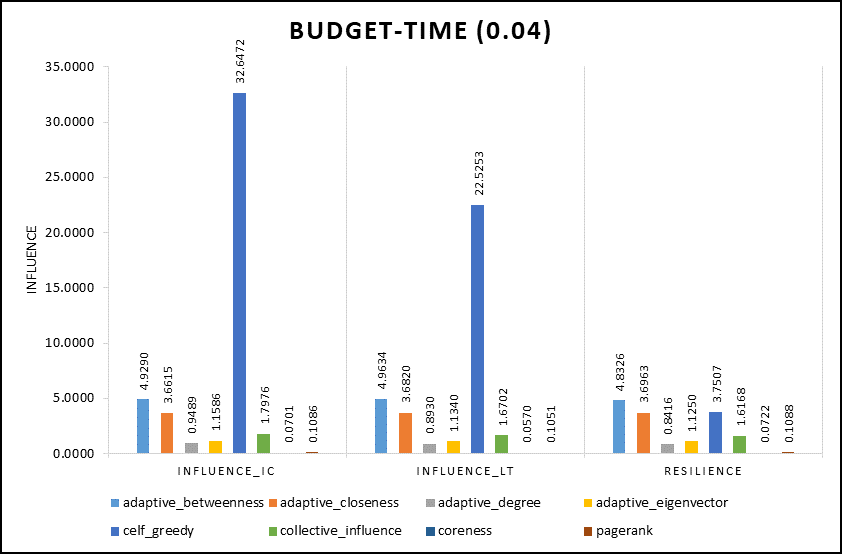 BUDGET-TIME (0.04)
INFLUENCE
35.0000
30.0000
25.0000
20.0000
15.0000
10.0000
5.0000
0.0000
4.9290
3.6615
0.9489
1.1586
32.6472
1.7976
0.0701
0.1086
4.9634
3.6820
0.8930
1.1340
22.5253
1.6702
0.0570
0.1051
4.8326
3.6963
0.8416
1.1250
3.7507
1.6168
0.0722
0.1088
INFLUENCE_IC
INFLUENCE_LT
RESILIENCE
adaptive_betweenness
adaptive_closeness
adaptive_degree
adaptive_eigenvector
celf_greedy
collective_influence
coreness
pagerank